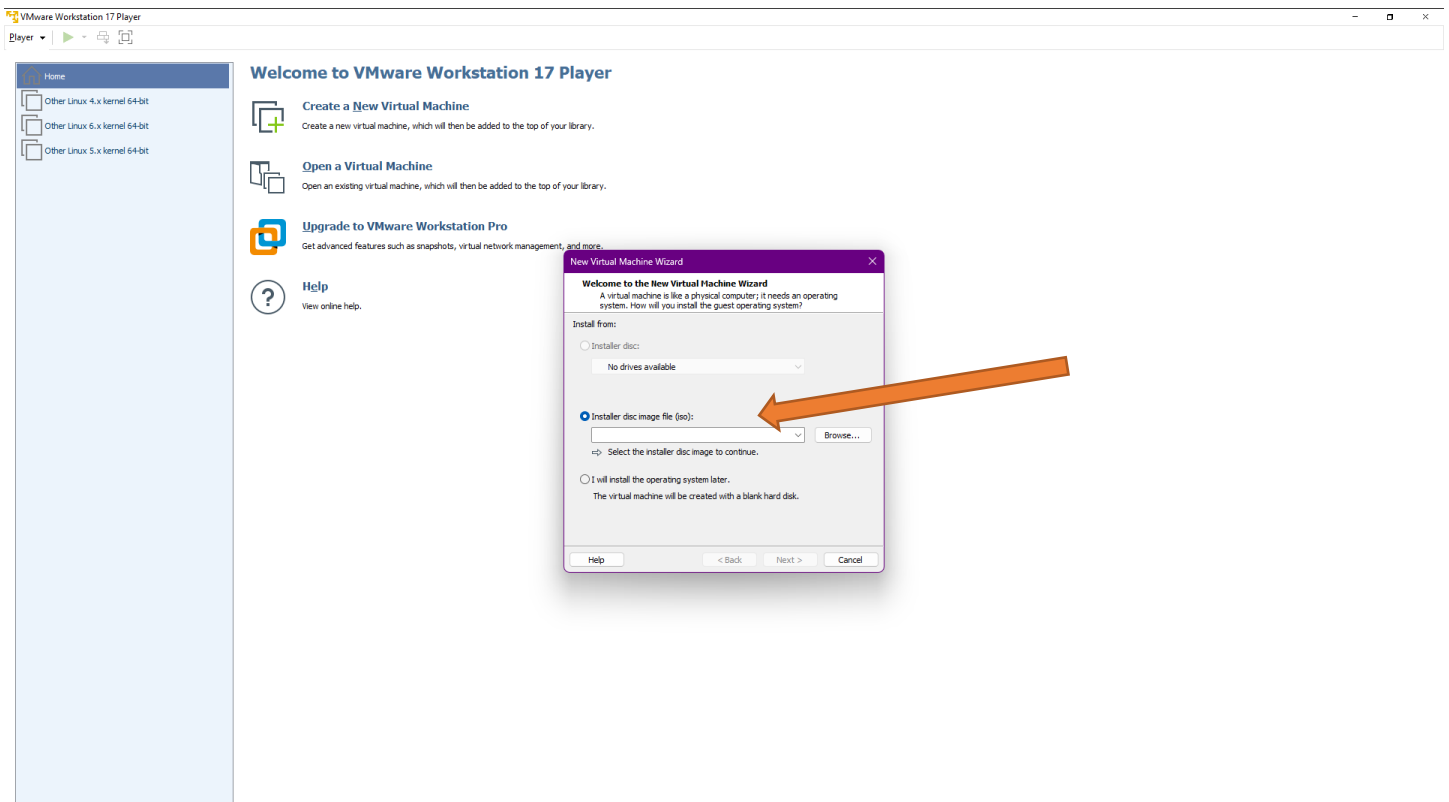 VMware Workstation 17 Player
Player
Home
Other Linux 4.x kernel 64-bit
Other Linux 6.x kernel 64-bit
Other Linux 5.x kernel 64-bit
Welcome to VMware Workstation 17 Player
Create a New Virtual Machine
Create a new virtual machine, which will then be added to the top of your library.
Open a Virtual Machine
Open an existing virtual machine, which will then be added to the top of your library.
Upgrade to VMware Workstation Pro
Get advanced features such as snapshots, virtual network management, and more.
Help
View online help.
New Virtual Machine Wizard
Welcome to the New Virtual Machine Wizard
A virtual machine is like a physical computer; it needs an operating
system. How will you install the guest operating system?
Install from:
Installer disc:
No drives available
Installer disc image file (iso):
Browse...
Select the installer disc image to continue.
I will install the operating system later.
The virtual machine will be created with a blank hard disk.
Help
< Back
Next >
Cancel